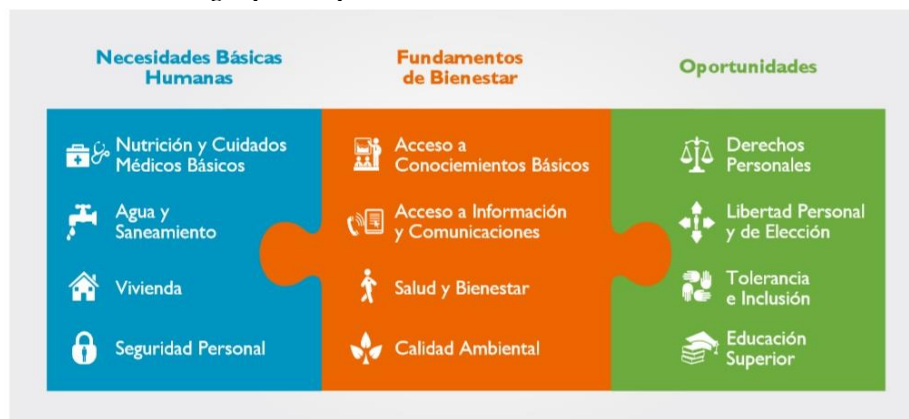 Necesidades Básicas
Humanas
Nutrición y Cuidados
Médicos Básicos
Agua y
Saneamiento
Vivienda
Seguridad Personal
Fundamentos
de Bienestar
Acceso a
Conociemientos Básicos
Acceso a Información
y Comunicaciones
Salud y Bienestar
Calidad Ambiental
Oportunidades
Derechos
Personales
Libertad Personal
y de Elección
Tolerancia
e Inclusión
Educación
Superior